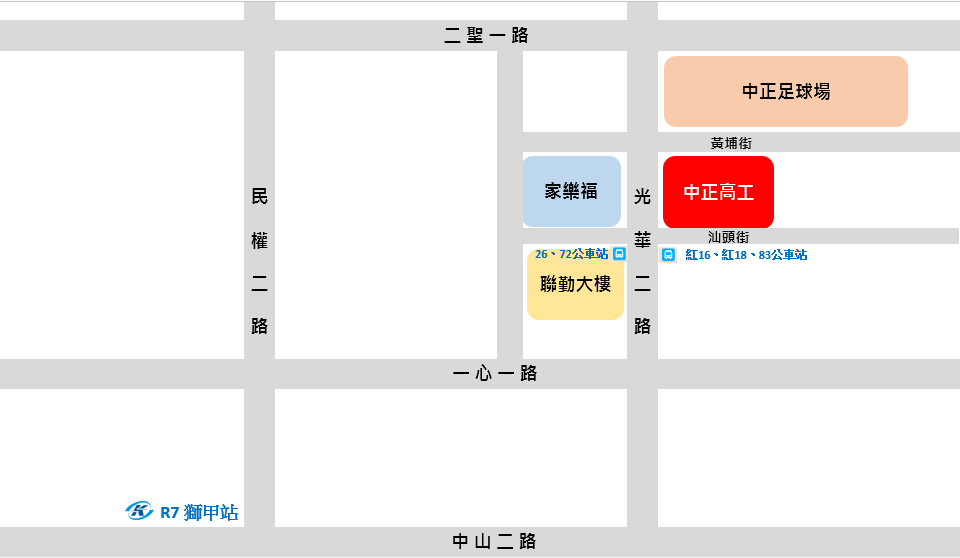 二聖一路
中正足球場
黃埔街
家樂福
中正高工
民權二路
光華二路
汕頭街
26、72公車站
紅16、紅18、83公車站
聯勤大樓
一心一路
K
R7 獅甲站
中山二路